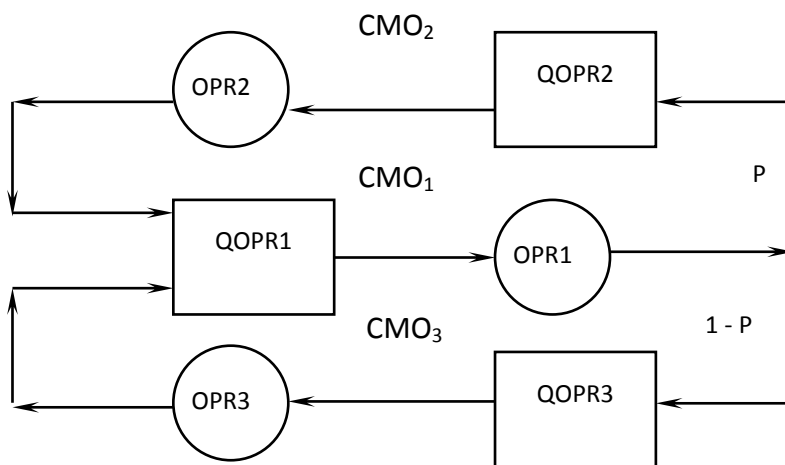 CMO₂
OPR2
QOPR2
CMO₁
P
QOPR1
OPR1
CMO₃
1 - P
OPR3
QOPR3